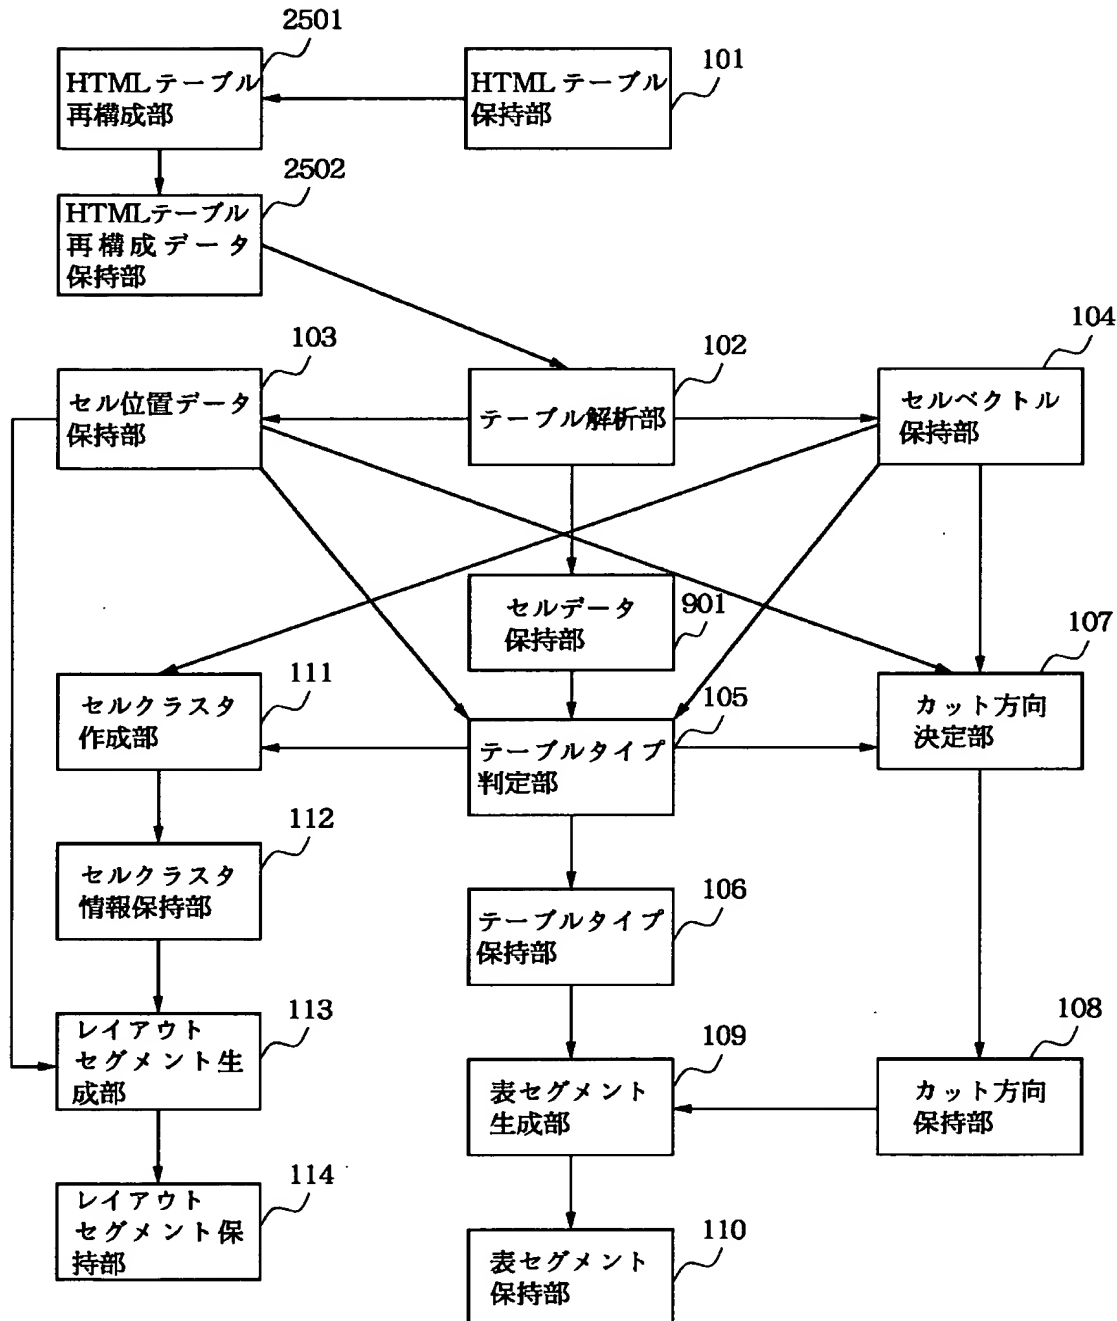 2501
HTMLテーブル
再構成部
101
HTMLテーブル
保持部
2502
HTMLテーブル
再構成データ
保持部
103
セル位置データ
保持部
102
テーブル解析部
104
セルベクトル
保持部
901
セルデータ
保持部
111
セルクラスタ
作成部
105
テーブルタイプ
判定部
107
カット方向
決定部
112
セルクラスタ
情報保持部
106
テーブルタイプ
保持部
113
レイアウト
セグメント生
成部
109
表セグメント
生成部
108
カット方向
保持部
114
レイアウト
セグメント保
持部
110
表セグメント
保持部